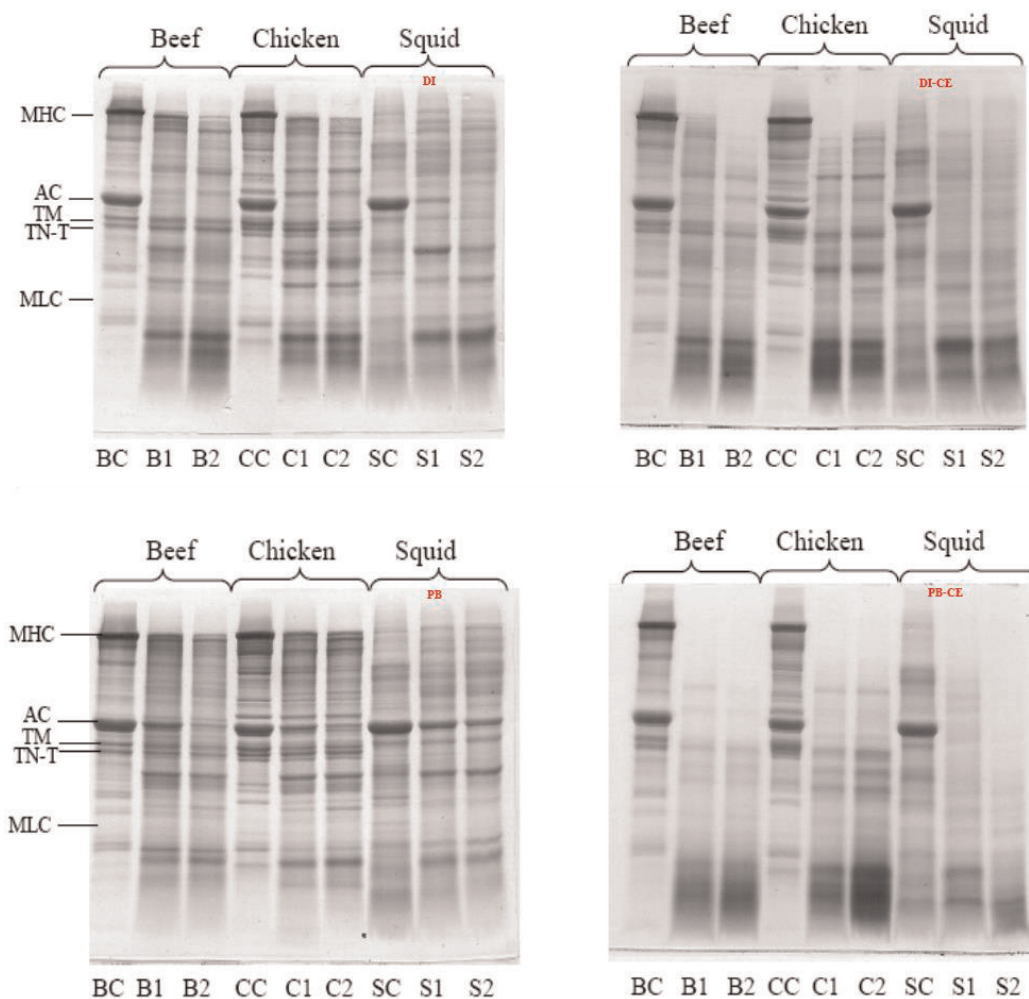 Beef Chicken Squid
DI
MHC
AC
TM
TN-T
MLC
BC B1 B2 CC C1 C2 SC S1 S2
Beef Chicken Squid
DI-CE
BC B1 B2 CC C1 C2 SC S1 S2
Beef Chicken Squid
PB
MHC
AC
TM
TN-T
MLC
BC B1 B2 CC C1 C2 SC S1 S2
Beef Chicken Squid
PB-CE
BC B1 B2 CC C1 C2 SC S1 S2